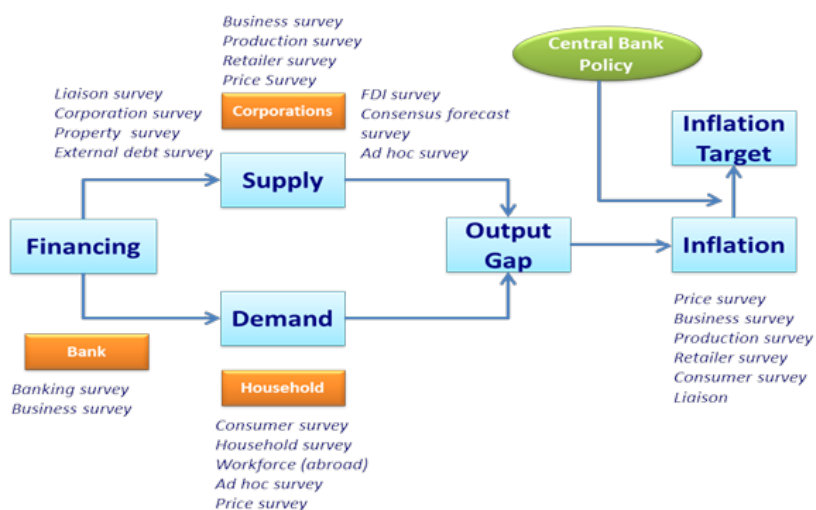 Business survey
Production survey
Retailer survey
Price Survey
Central Bank
Policy
Liaison survey
Corporation survey
Property survey
External debt survey
Corporations
FDI survey
Consensus forecast
survey
Ad hoc survey
Inflation
Target
Supply
Financing
Output
Gap
Inflation
Demand
Bank
Banking survey
Business survey
Household
Consumer survey
Household survey
Workforce (abroad)
Ad hoc survey
Price survey
Price survey
Business survey
Production survey
Retailer survey
Consumer survey
Liaison